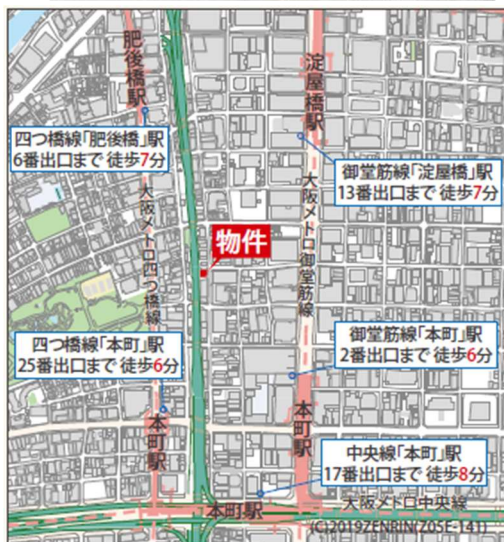 肥後橋駅
淀屋橋駅
四つ橋線「肥後橋」駅
6番出口まで 徒歩7分
御堂筋線「淀屋橋」駅
13番出口まで 徒歩7分
大阪メトロ四つ橋線
大阪メトロ御堂筋線
物件
四つ橋線「本町」駅
25番出口まで 徒歩6分
御堂筋線「本町」駅
2番出口まで 徒歩6分
本町駅
本町駅
中央線「本町」駅
17番出口まで 徒歩8分
大阪メトロ中央線
本町駅
(C)2019ZENRIN(Z05E-141)